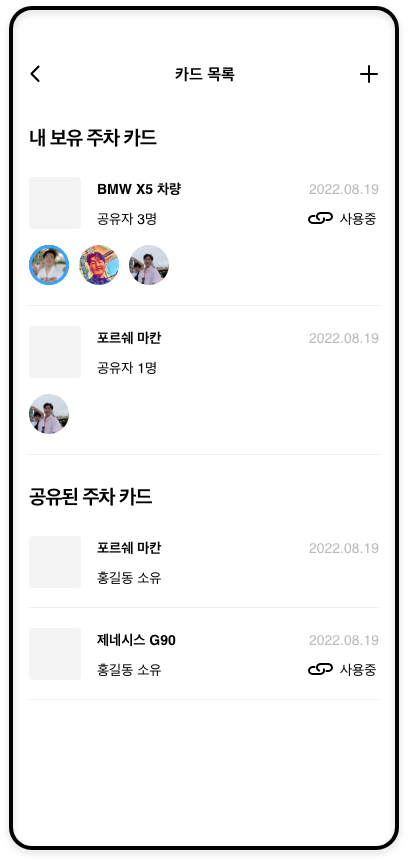 카드 목록
내 보유 주차 카드
BMW X5 차량
2022.08.19
공유자 3명
사용중
포르쉐 마칸
2022.08.19
공유자 1명
공유된 주차 카드
포르쉐 마칸
2022.08.19
홍길동 소유
제네시스 G90
2022.08.19
홍길동 소유
사용중